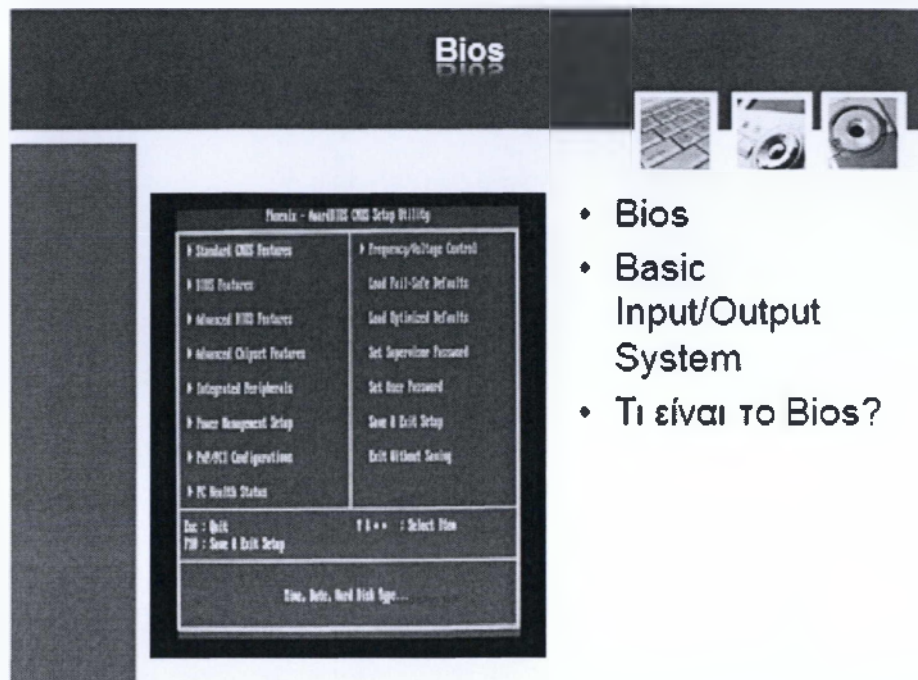 Bios
Phoenix - AwardBIOS CMOS Setup Utility
Standard CMOS Features
BIOS Features
Advanced BIOS Features
Advanced Chipset Features
Integrated Peripherals
Power Management Setup
PnP/PCI Configurations
PC Health Status
Frequency/Voltage Control
Load Fail-Safe Defaults
Load Optimized Defaults
Set Supervisor Password
Set User Password
Save & Exit Setup
Exit Without Saving
Esc : Quit
F10 : Save & Exit Setup
: Select Item
Time, Date, Hard Disk Type...
• Bios
• Basic
Input/Output
System
• Τι είναι το Bios?